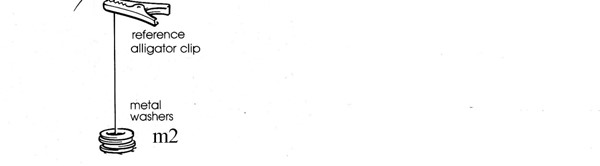 reference
alligator clip
metal
washers
m2